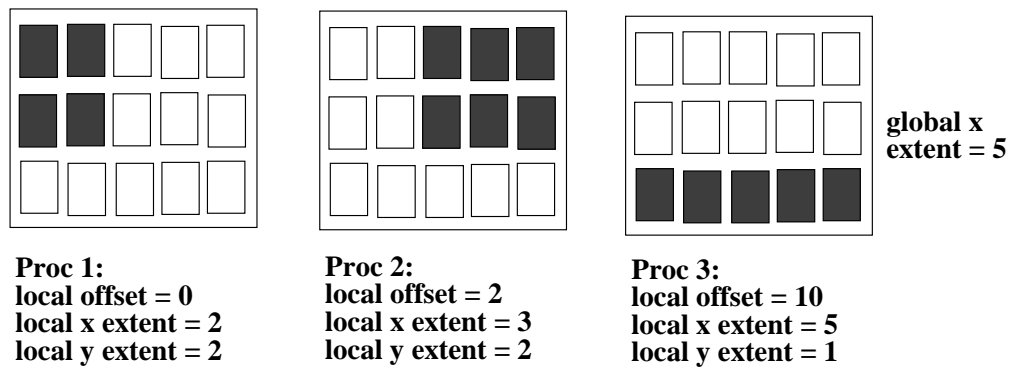 global x
extent = 5
Proc 1:
local offset = 0
local x extent = 2
local y extent = 2
Proc 2:
local offset = 2
local x extent = 3
local y extent = 2
Proc 3:
local offset = 10
local x extent = 5
local y extent = 1